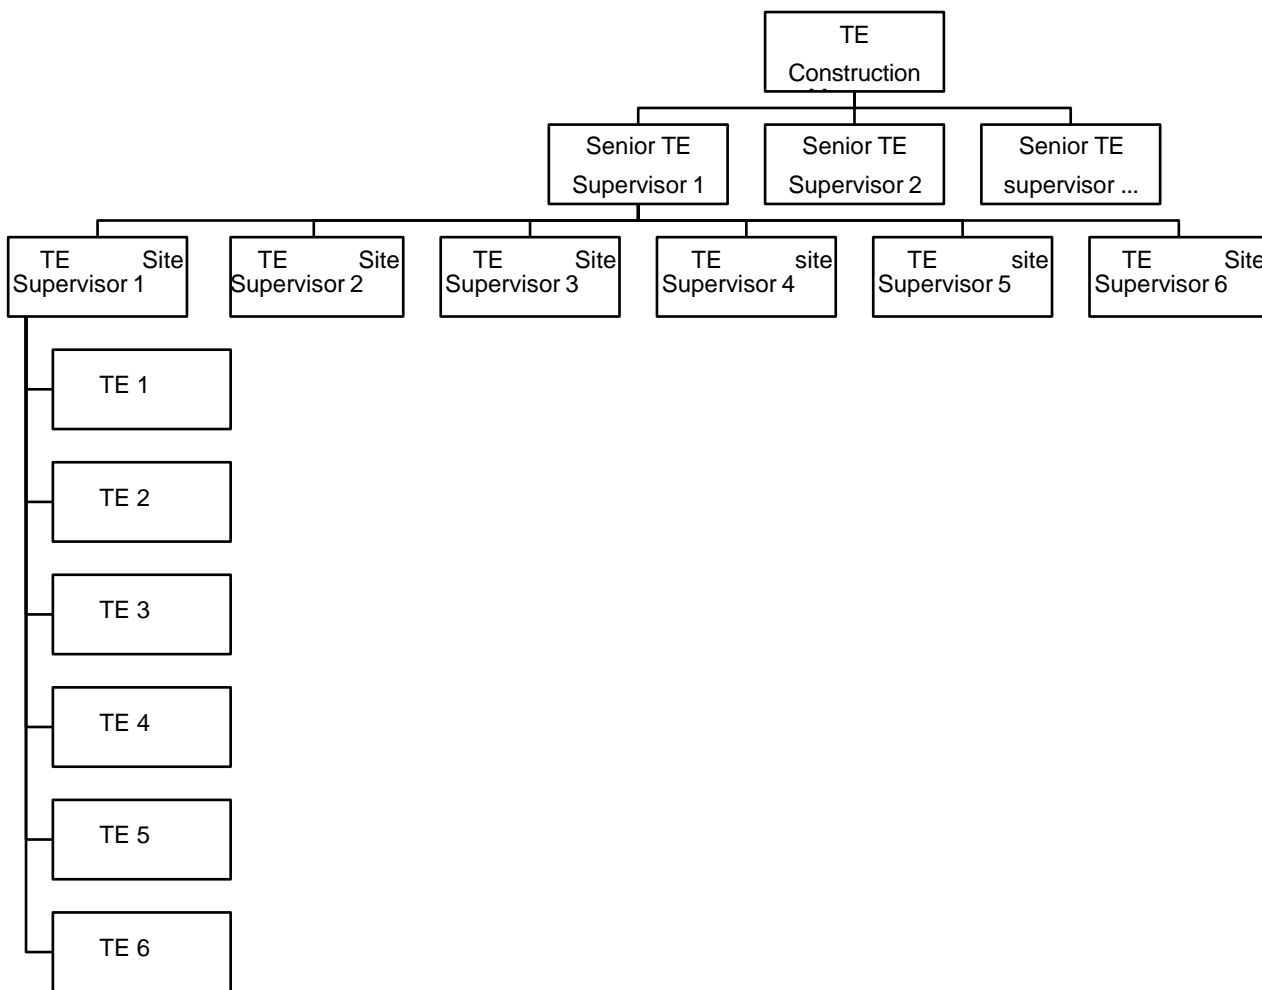 TE
Construction
Senior TE
Supervisor 1
Senior TE
Supervisor 2
Senior TE
supervisor ...
TE Site
Supervisor 1
TE Site
Supervisor 2
TE Site
Supervisor 3
TE site
Supervisor 4
TE site
Supervisor 5
TE Site
Supervisor 6
TE 1
TE 2
TE 3
TE 4
TE 5
TE 6